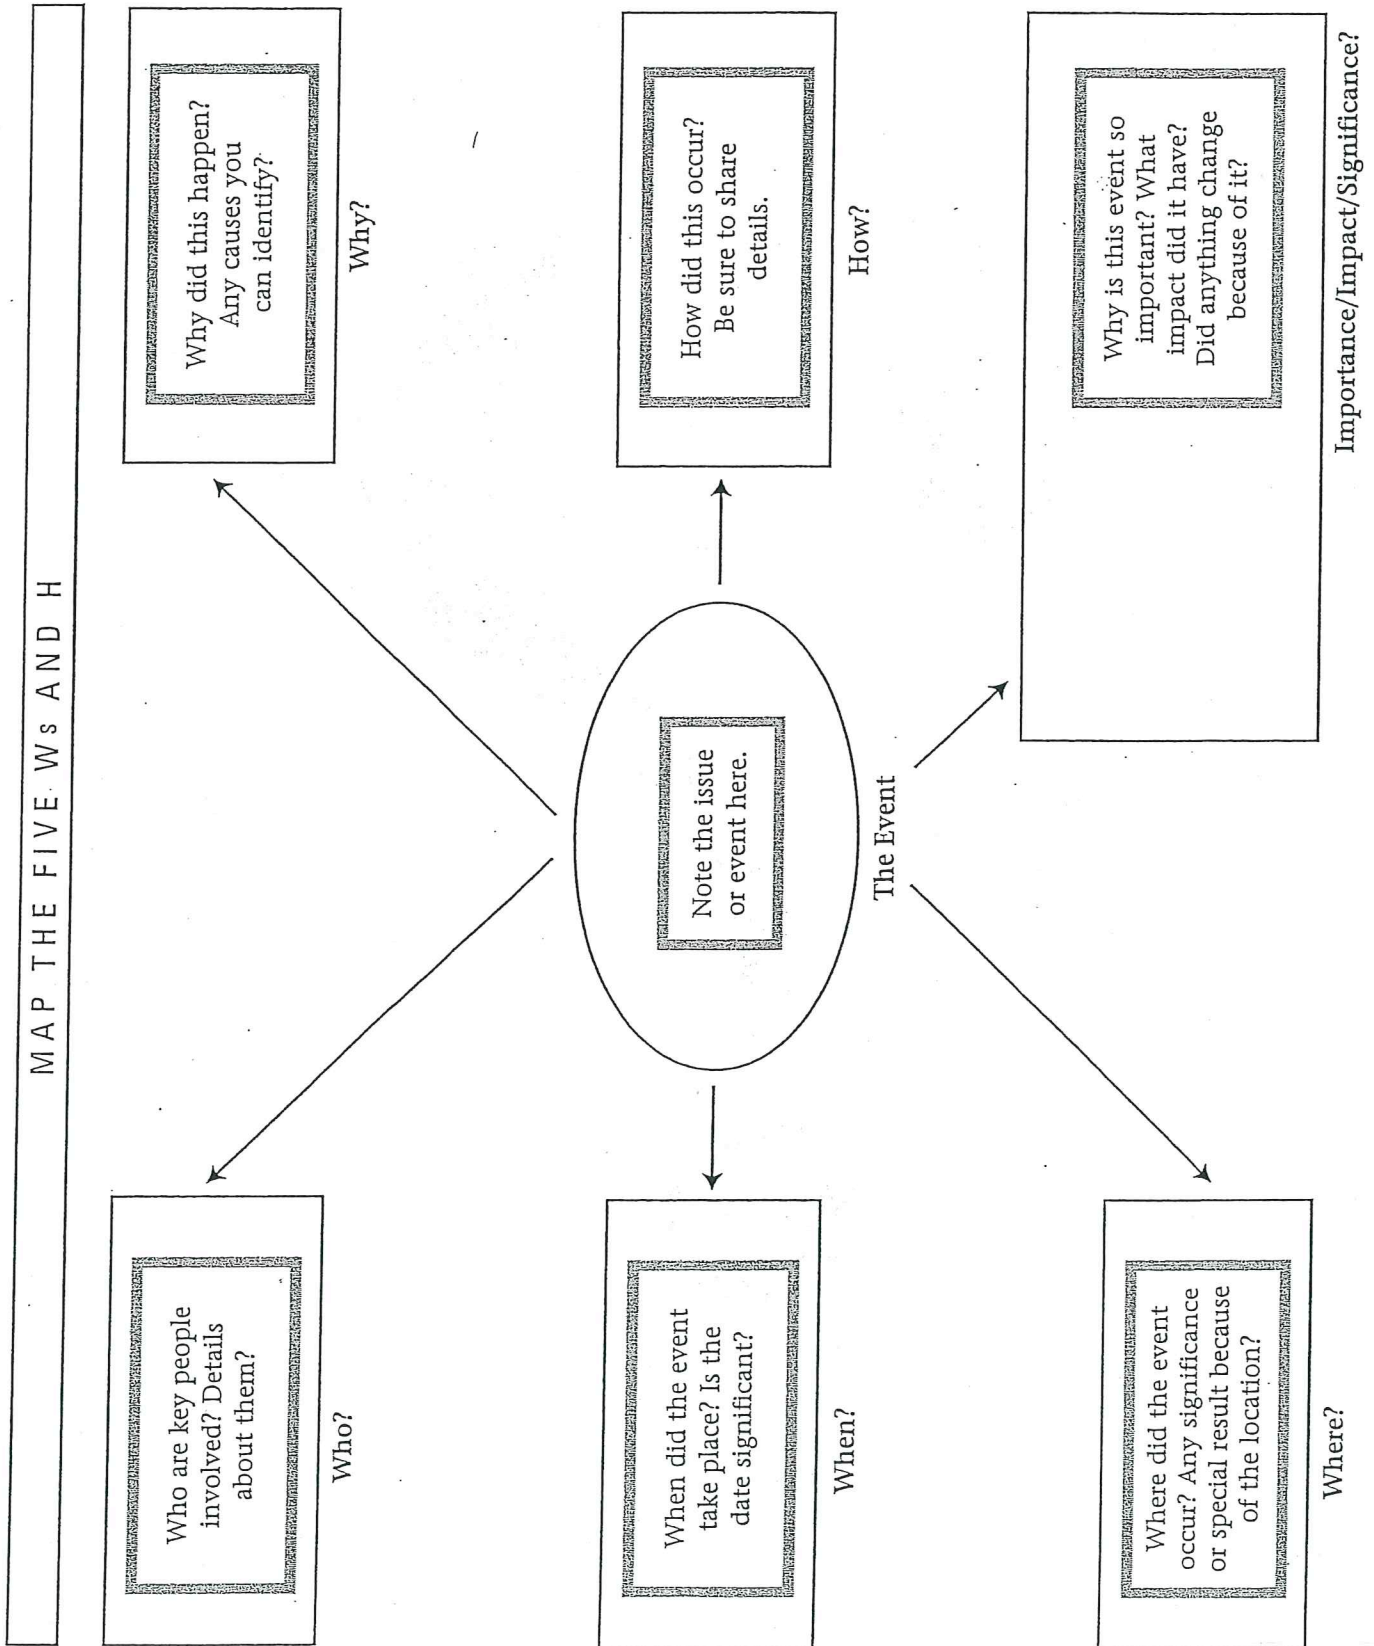 MAP THE FIVE Ws AND H
Who are key people
involved? Details
about them?
Who?
Why did this happen?
Any causes you
can identify?
Why?
When did the event
take place? Is the
date significant?
When?
Note the issue
or event here.
The Event
How did this occur?
Be sure to share
details.
How?
Where did the event
occur? Any significance
or special result because
of the location?
Where?
Why is this event so
important? What
impact did it have?
Did anything change
because of it?
Importance/Impact/Significance?